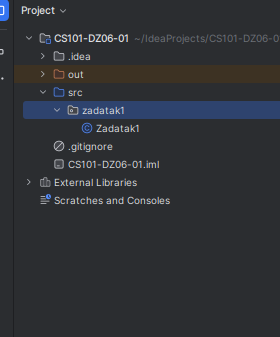 Project
CS101-DZ06-01 ~/IdeaProjects/CS101-DZ06-0
.idea
out
src
zadatak1
Zadatak1
.gitignore
CS101-DZ06-01.iml
External Libraries
Scratches and Consoles